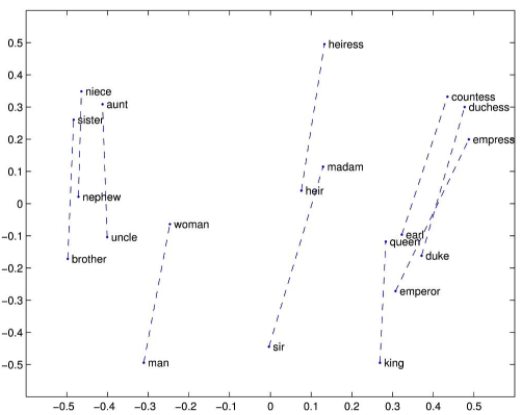 0.5
heiress
0.4
niece
countess
aunt
0.3
duchess
sister
0.2
empress
0.1
madam
heir
nephew
0
woman
-0.1
uncle
earl
queen
brother
duke
-0.2
emperor
-0.3
-0.4
sir
-0.5
man
king
-0.5 -0.4 -0.3 -0.2 -0.1 0 0.1 0.2 0.3 0.4 0.5